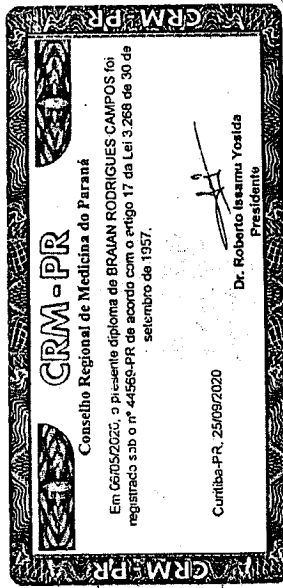 CRM-PR
CRM-PR
Conselho Regional de Medicina do Paraná
Em 06/05/2020, o presente diploma de BRAIAN RODRIGUES CAMPOS foi
registrado sob o nº 44569-PR de acordo com o artigo 17 da Lei 3.268 de 30 de
setembro de 1957.
Curitiba-PR, 25/09/2020
Dr. Roberto Issamu Yosida
Presidente
CRM-PR